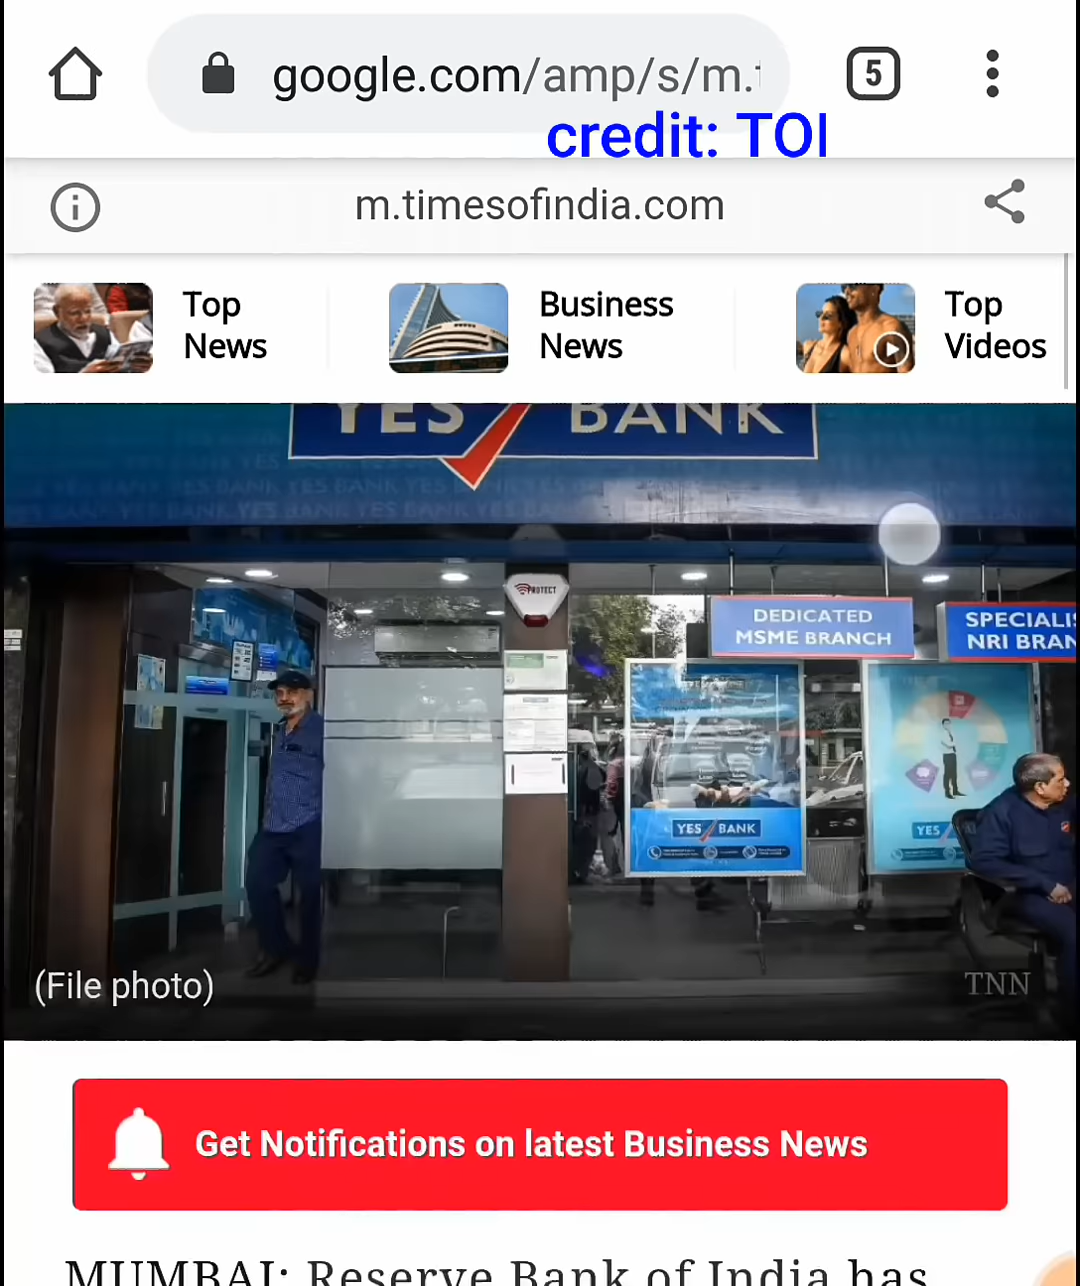 google.com/amp/s/m.
5
credit: TOI
m.timesofindia.com
Top
News
Business
News
Top
Videos
YES BANK
PROTECT
DEDICATED
MSME BRANCH
SPECIALIS
NRI BRAN
YES BANK
YES
(File photo)
TNN
Get Notifications on latest Business News
MUMBAI: Reserve Bank of India has